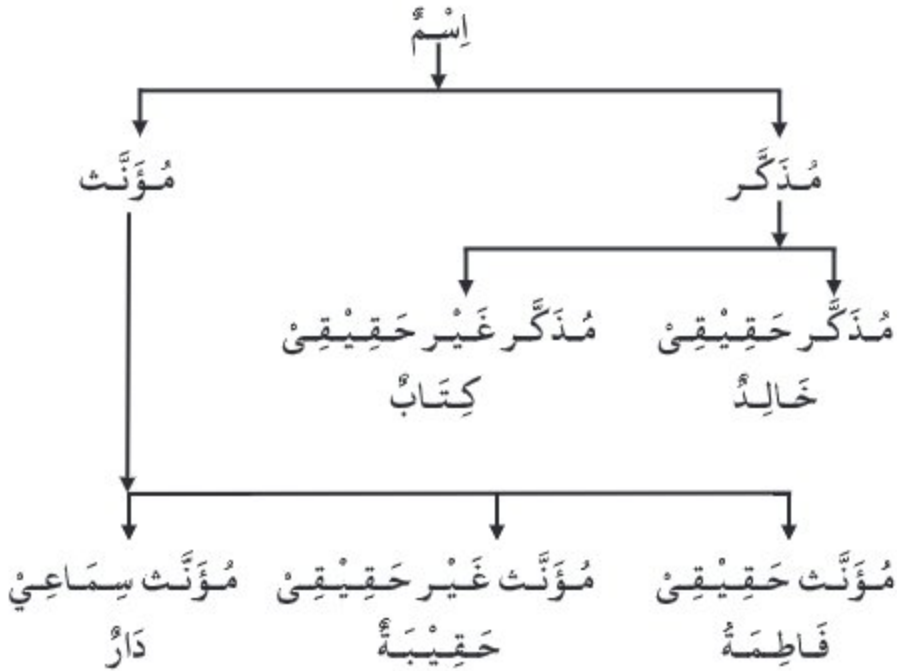 اِسْمٌ
مُذَكَّر
مُؤَنَّث
مُذَكَّر حَقِيْقِىْ
خَالِدٌ
مُذَكَّر غَيْر حَقِيْقِىْ
كِتَابٌ
مُؤَنَّث حَقِيْقِىْ
فَاطِمَةُ
مُؤَنَّث غَيْر حَقِيْقِىْ
حَقِيْبَةٌ
مُؤَنَّث سِمَاعِيْ
دَارٌ